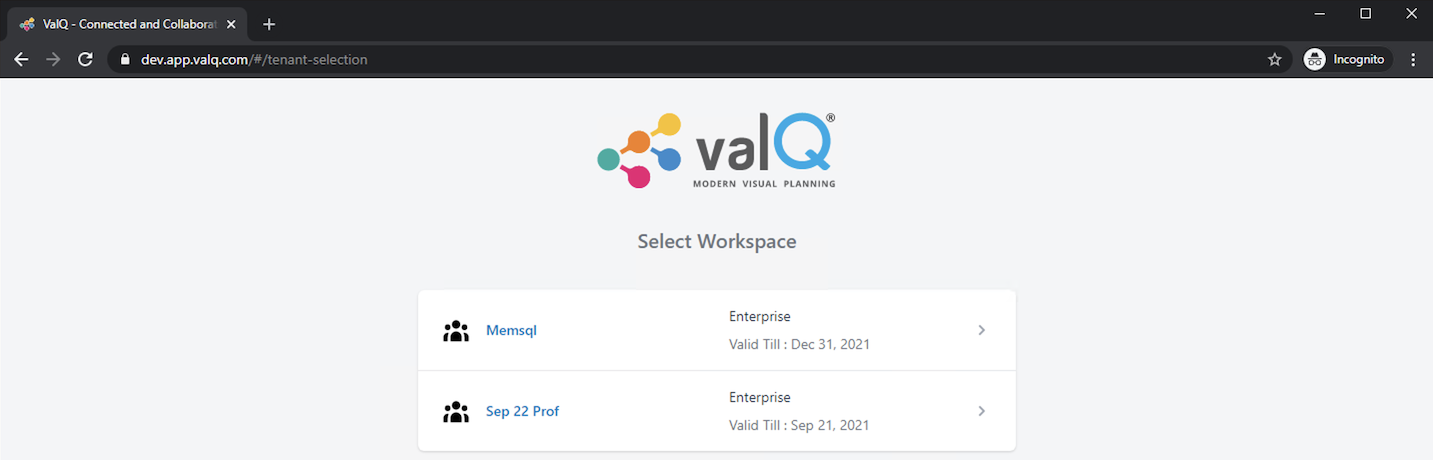 ValQ - Connected and Collaborat
dev.app.valq.com/#/tenant-selection
Incognito
valQ®
MODERN VISUAL PLANNING
Select Workspace
Memsql
Enterprise
Valid Till : Dec 31, 2021
Sep 22 Prof
Enterprise
Valid Till : Sep 21, 2021